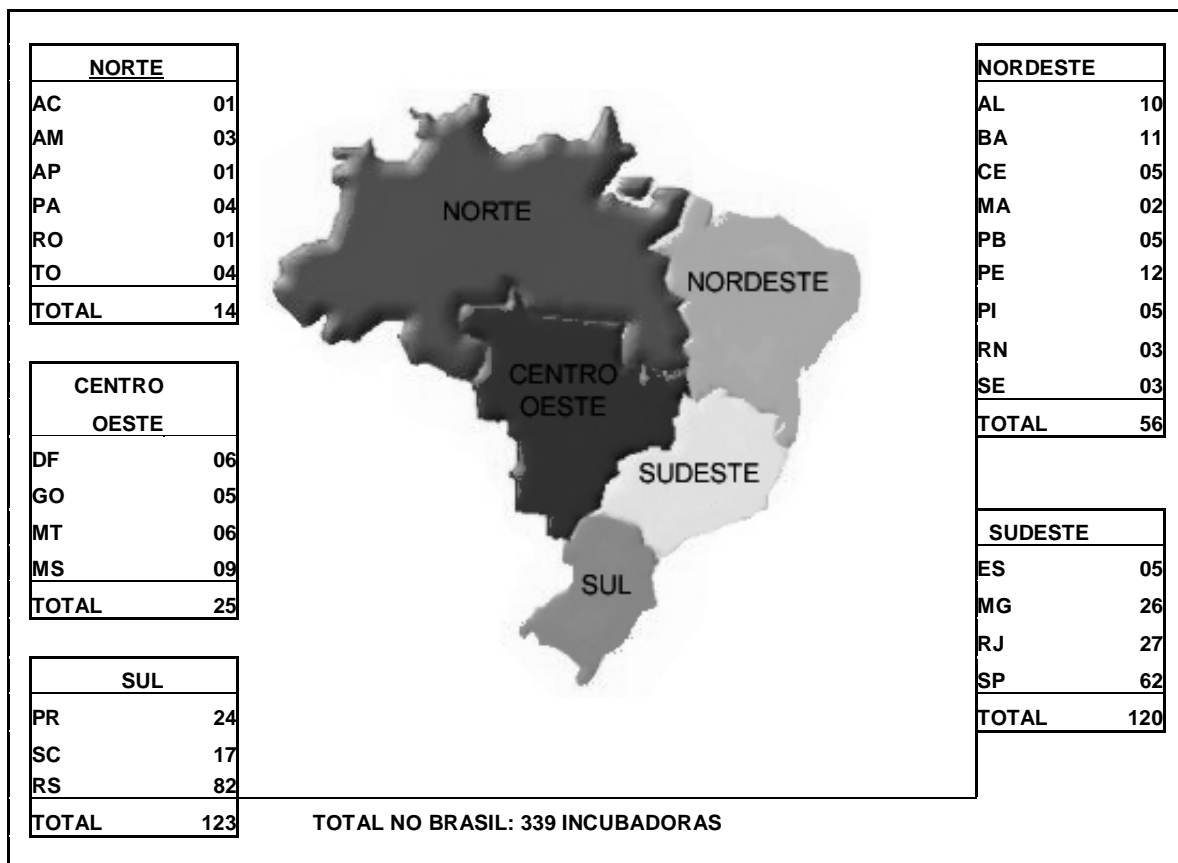 NORTE
AC 01
AM 03
AP 01
PA 04
RO 01
TO 04
TOTAL 14
CENTRO
OESTE
DF 06
GO 05
MT 06
MS 09
TOTAL 25
SUL
PR 24
SC 17
RS 82
TOTAL 123
NORTE
NORDESTE
CENTRO
OESTE
SUDESTE
SUL
NORDESTE
AL 10
BA 11
CE 05
MA 02
PB 05
PE 12
PI 05
RN 03
SE 03
TOTAL 56
SUDESTE
ES 05
MG 26
RJ 27
SP 62
TOTAL 120
TOTAL NO BRASIL: 339 INCUBADORAS